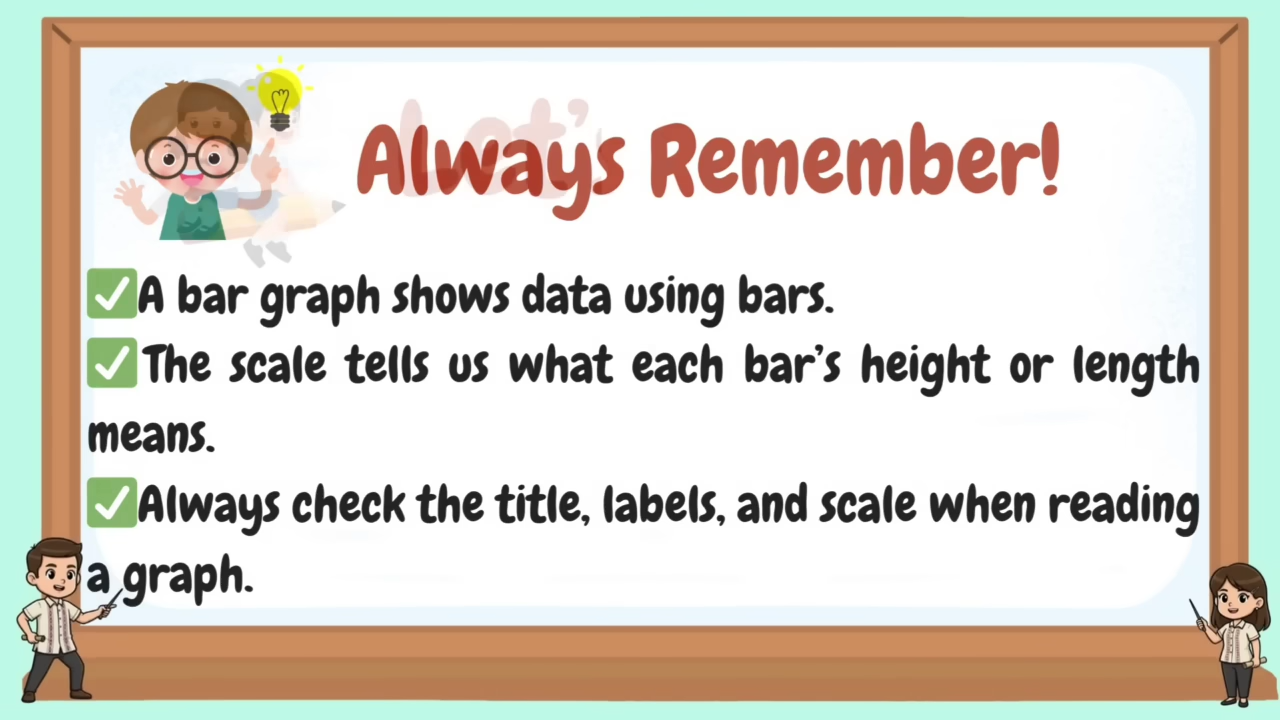 Let's
Always Remember!
✅A bar graph shows data using bars.
✅The scale tells us what each bar's height or length
means.
✅Always check the title, labels, and scale when reading
a graph.